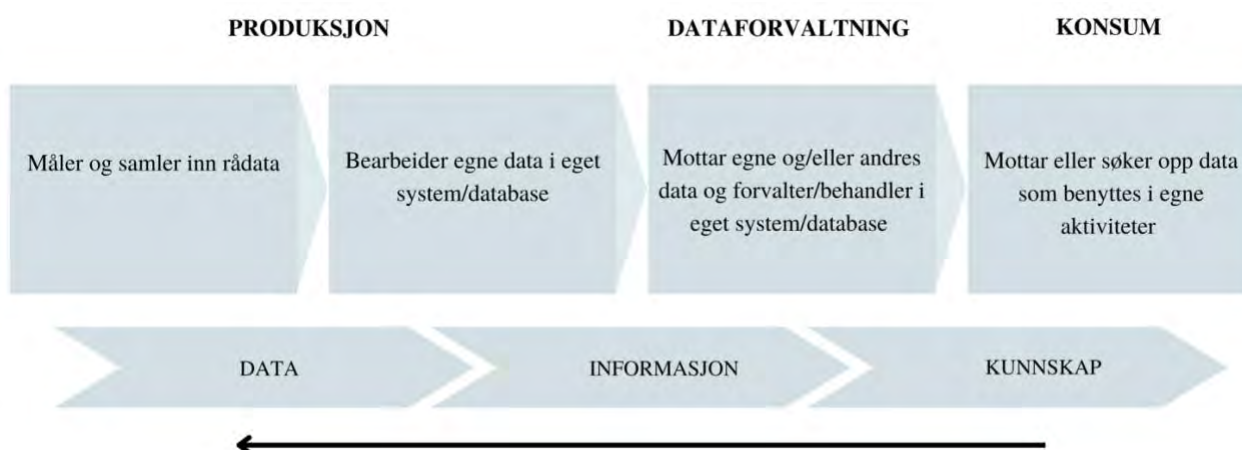 PRODUKSJON
DATAFORVALTNING
KONSUM
Måler og samler inn rådata
Bearbeider egne data i eget
system/database
Mottar egne og/eller andres
data og forvalter/behandler i
eget system/database
Mottar eller søker opp data
som benyttes i egne
aktiviteter
DATA
INFORMASJON
KUNNSKAP